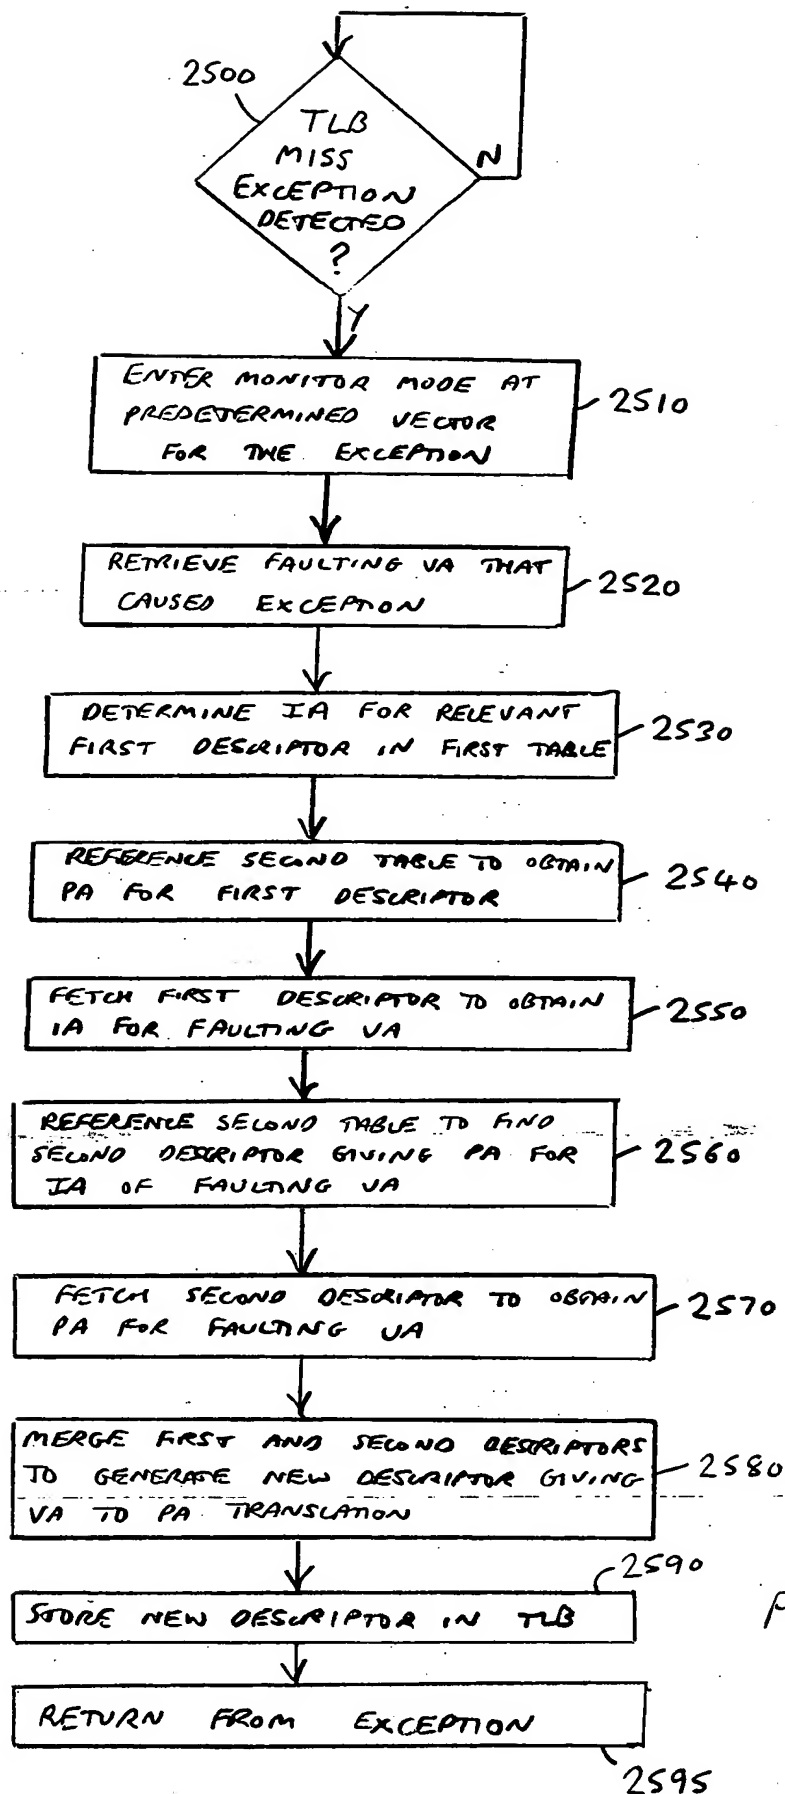 2500
TLB
MISS
EXCEPTION
DETECTED
?
N
Y
ENTER MONITOR MODE AT
PREDETERMINED VECTOR
FOR THE EXCEPTION
2510
RETRIEVE FAULTING VA THAT
CAUSED EXCEPTION
2520
DETERMINE IA FOR RELEVANT
FIRST DESCRIPTOR IN FIRST TABLE
2530
REFERENCE SECOND TABLE TO OBTAIN
PA FOR FIRST DESCRIPTOR
2540
FETCH FIRST DESCRIPTOR TO OBTAIN
IA FOR FAULTING VA
2550
REFERENCE SECOND TABLE TO FIND
SECOND DESCRIPTOR GIVING PA FOR
IA OF FAULTING VA
2560
FETCH SECOND DESCRIPTOR TO OBTAIN
PA FOR FAULTING VA
2570
MERGE FIRST AND SECOND DESCRIPTORS
TO GENERATE NEW DESCRIPTOR GIVING
VA TO PA TRANSLATION
2580
2590
STORE NEW DESCRIPTOR IN TLB
RETURN FROM EXCEPTION
2595